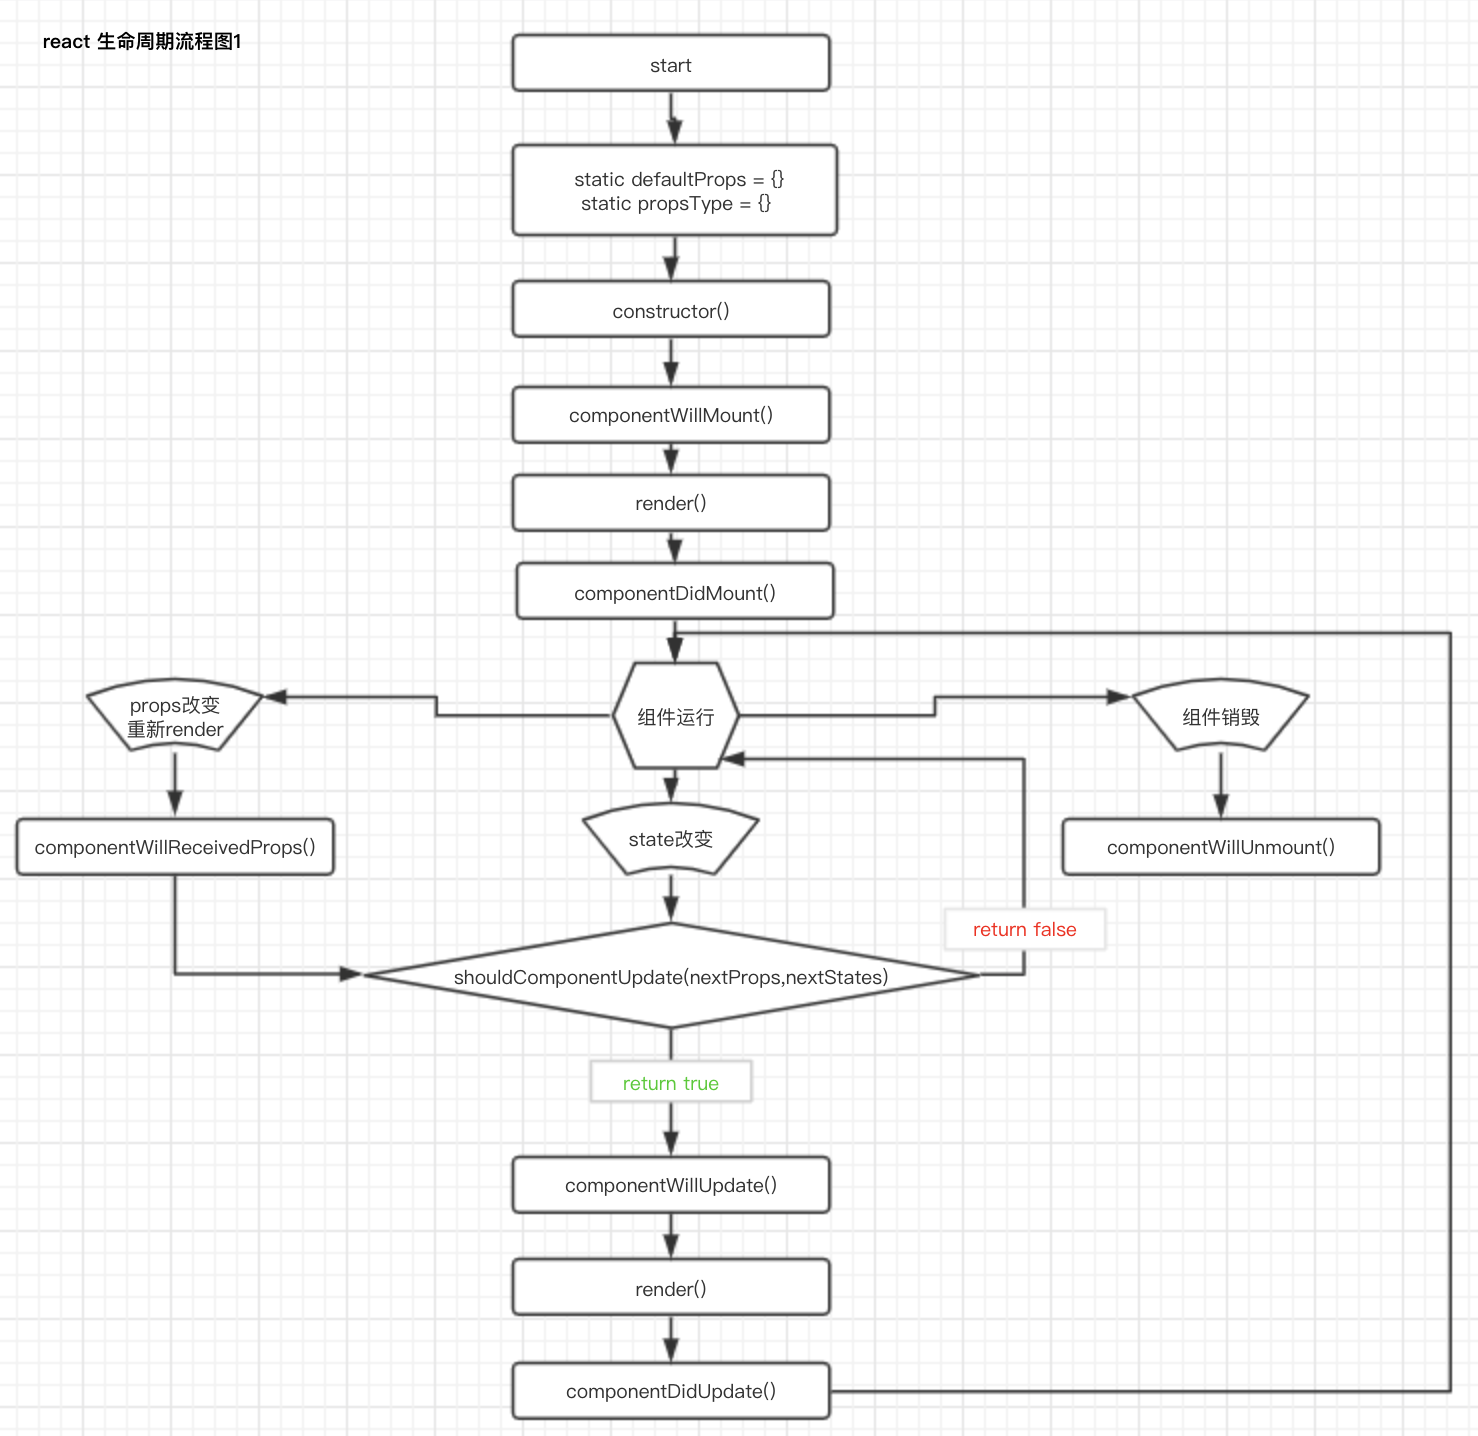 react 生命周期流程图1
start
static defaultProps = {}
static propsType = {}
constructor()
componentWillMount()
render()
componentDidMount()
props改变
重新render
组件运行
组件销毁
componentWillReceivedProps()
state改变
componentWillUnmount()
return false
shouldComponentUpdate(nextProps,nextStates)
return true
componentWillUpdate()
render()
componentDidUpdate()